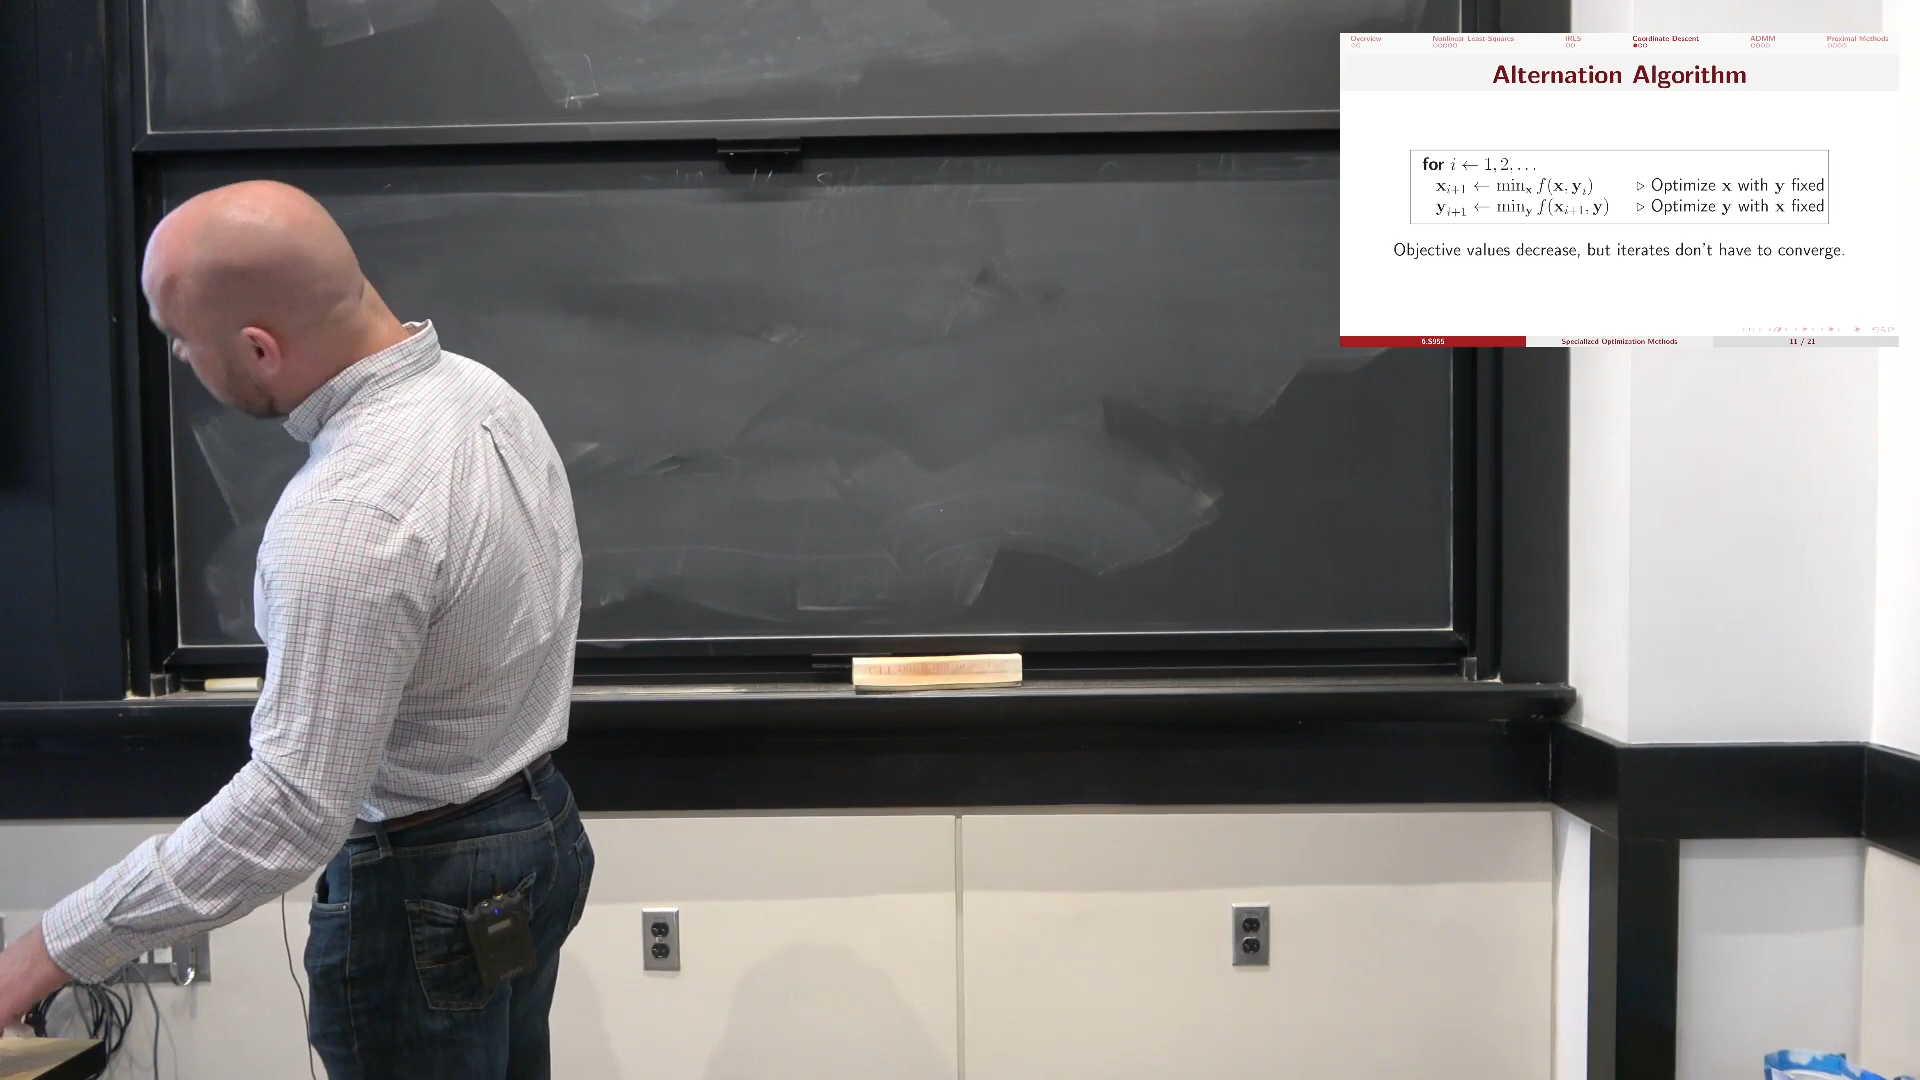 Overview Nonlinear Least-Squares IRLS Coordinate Descent ADMM Proximal Methods
Alternation Algorithm
for i ← 1, 2, . . .
x_{i+1} ← min_x f(x, y_i) ▷ Optimize x with y fixed
y_{i+1} ← min_y f(x_{i+1}, y) ▷ Optimize y with x fixed
Objective values decrease, but iterates don't have to converge.
6.S955 Specialized Optimization Methods 11 / 21